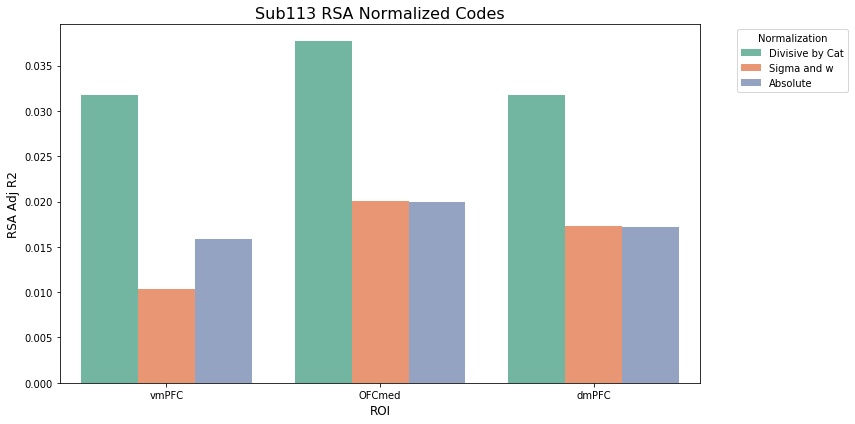 Sub113 RSA Normalized Codes
Normalization
Divisive by Cat
Sigma and w
Absolute
RSA Adj R2
0.035
0.030
0.025
0.020
0.015
0.010
0.005
0.000
vmPFC
OFCmed
dmPFC
ROI